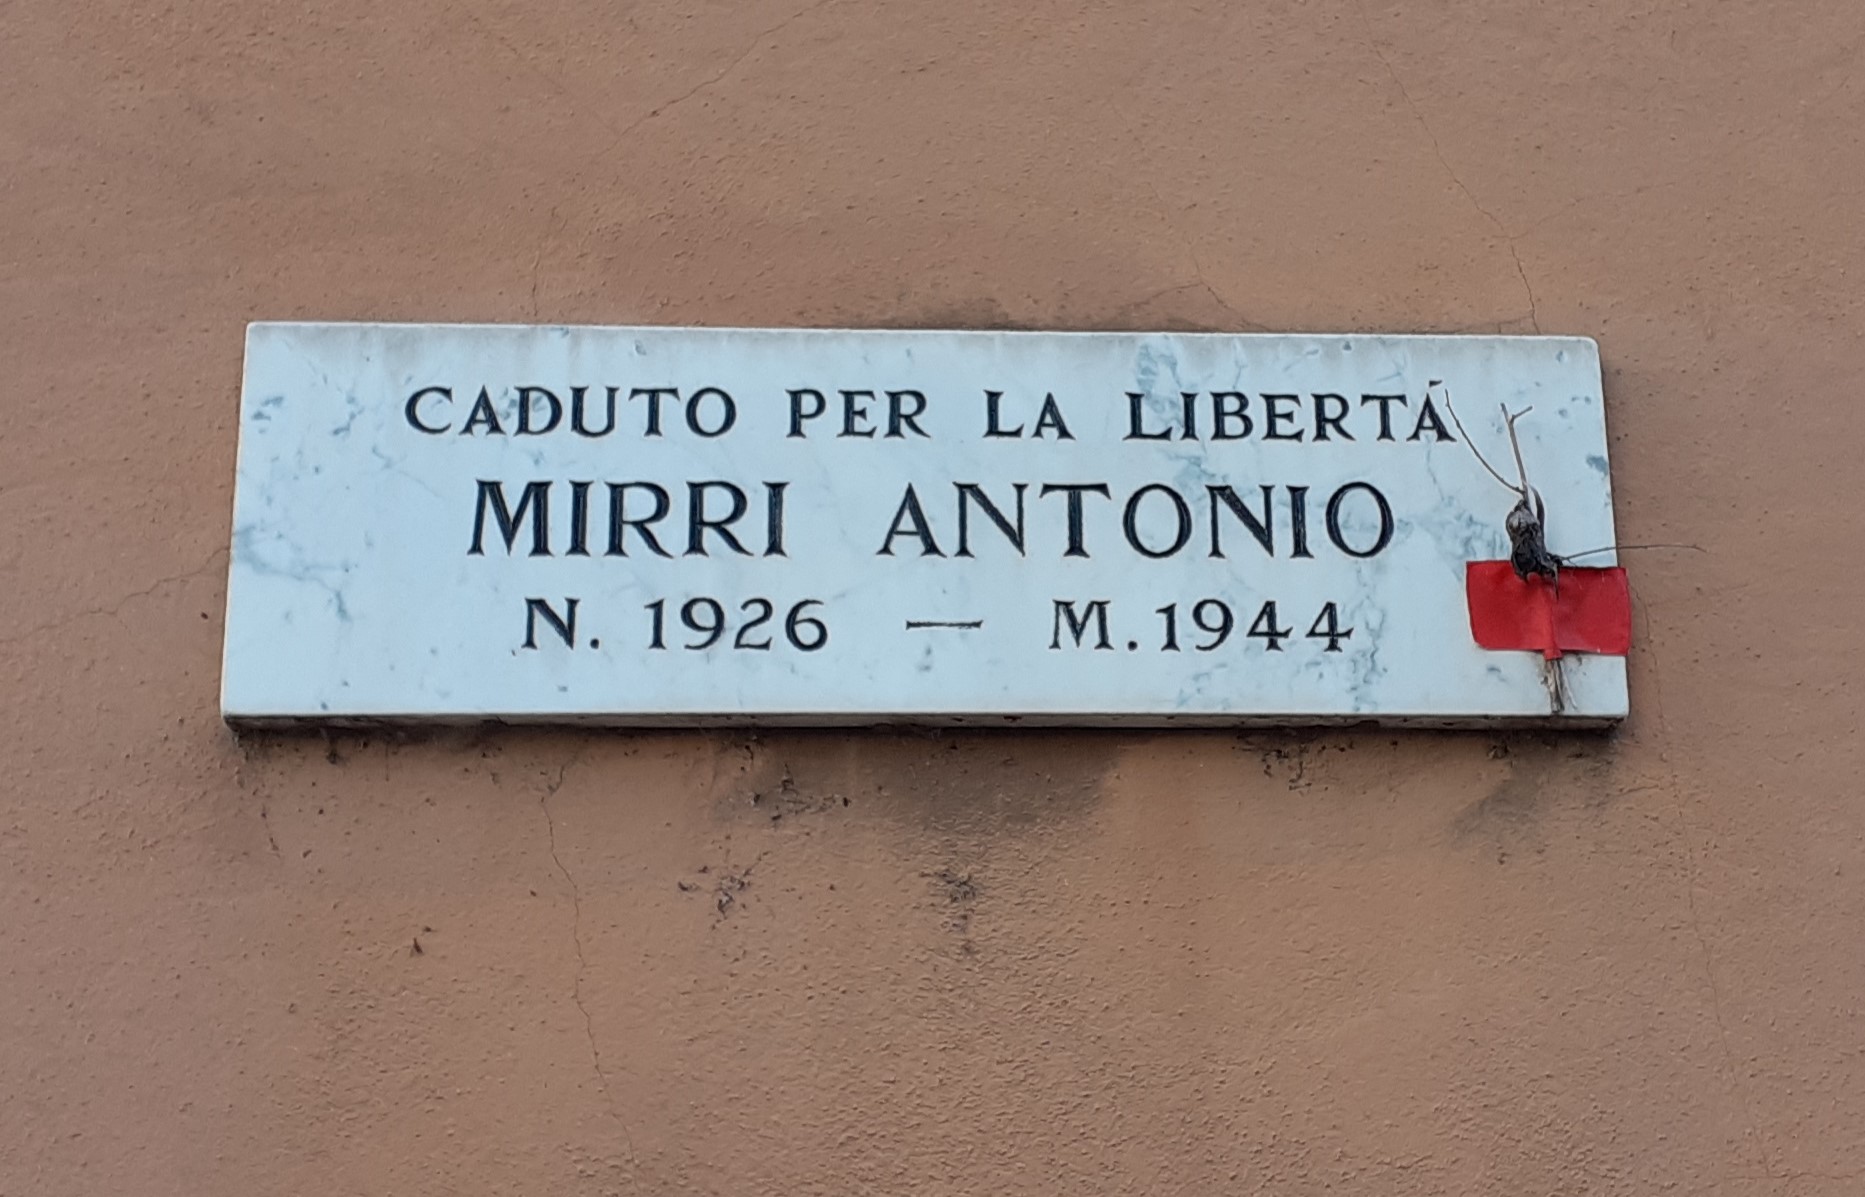 CADUTO PER LA LIBERTÁ
MIRRI ANTONIO
N. 1926 — M. 1944